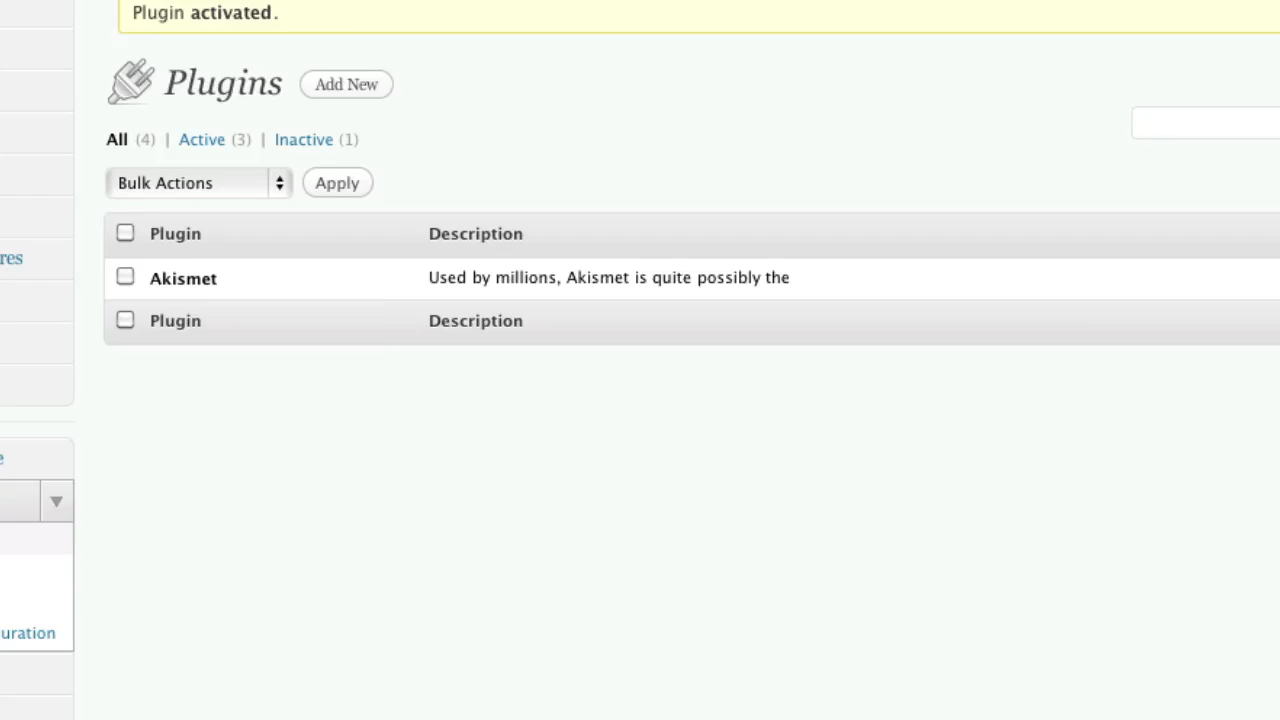 Plugin activated.
Plugins Add New
All (4) | Active (3) | Inactive (1)
Bulk Actions Apply
Plugin Description
res
Akismet Used by millions, Akismet is quite possibly the
Plugin Description
e
uration